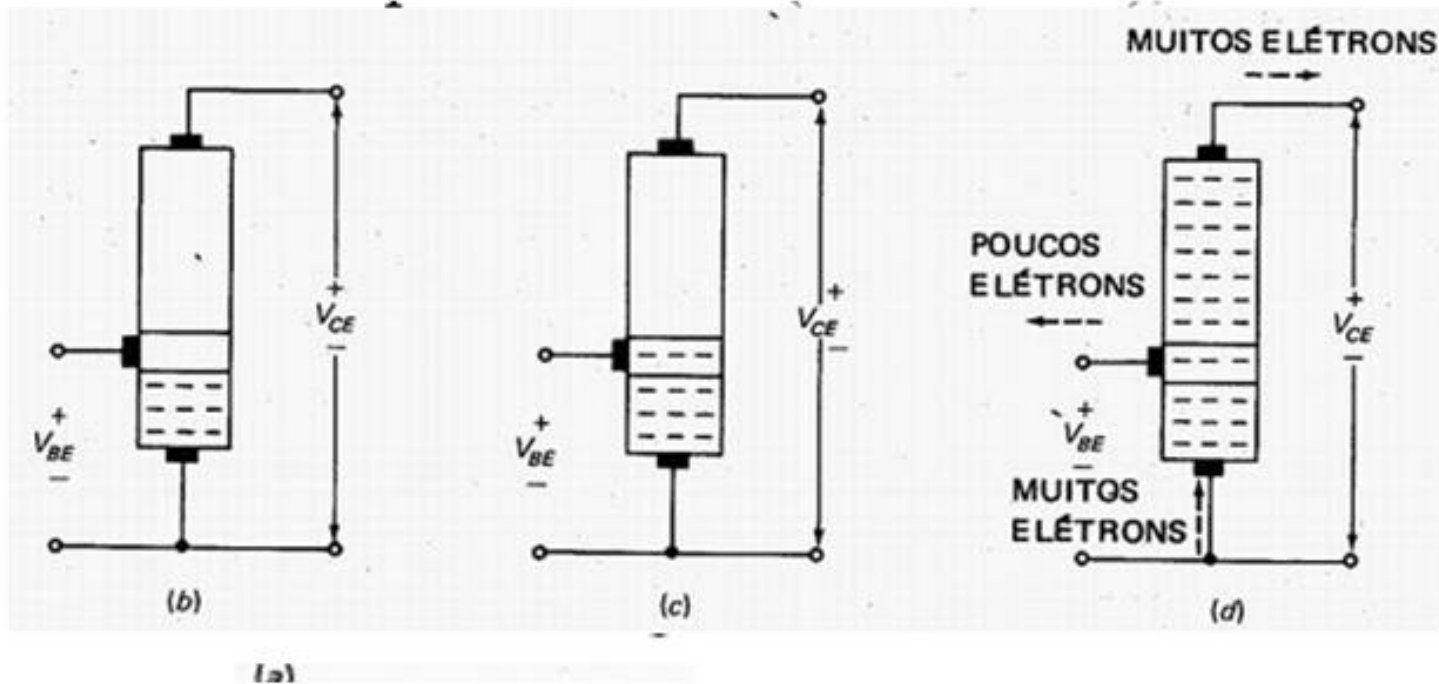 MUITOS ELÉTRONS
POUCOS
ELÉTRONS
+
V_CE
−
+
V_CE
−
+
V_CE
−
+
V_BE
−
+
V_BE
−
+
V_BE
−
MUITOS
ELÉTRONS
(b)
(c)
(d)
(a)